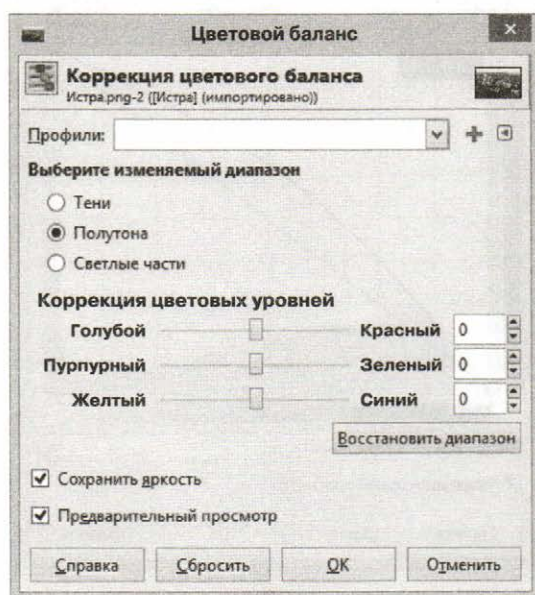 Цветовой баланс
Коррекция цветового баланса
Истра.png-2 ([Истра] (импортировано))
Профили:
Выберите изменяемый диапазон
Тени
Полутона
Светлые части
Коррекция цветовых уровней
Голубой Красный 0
Пурпурный Зеленый 0
Желтый Синий 0
Восстановить диапазон
Сохранить яркость
Предварительный просмотр
Справка Сбросить OK Отменить